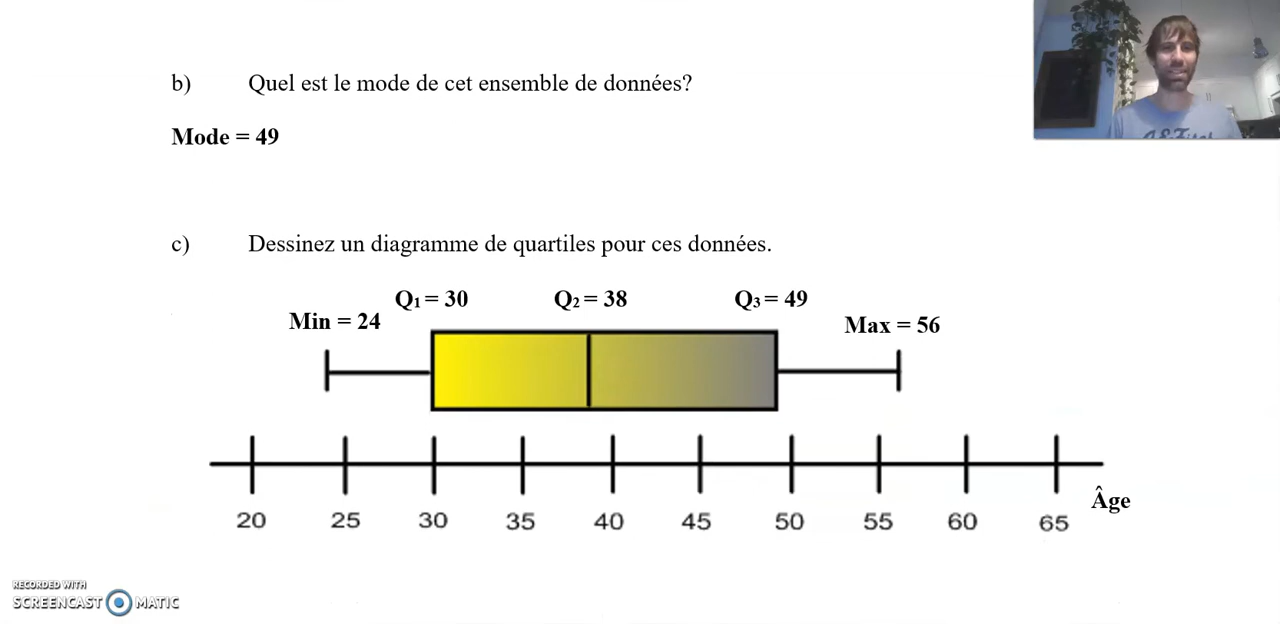 b) Quel est le mode de cet ensemble de données?
Mode = 49
c) Dessinez un diagramme de quartiles pour ces données.
Q1 = 30 Q2 = 38 Q3 = 49
Min = 24 Max = 56
20 25 30 35 40 45 50 55 60 65
Âge
RECORDED WITH
SCREENCAST MATIC